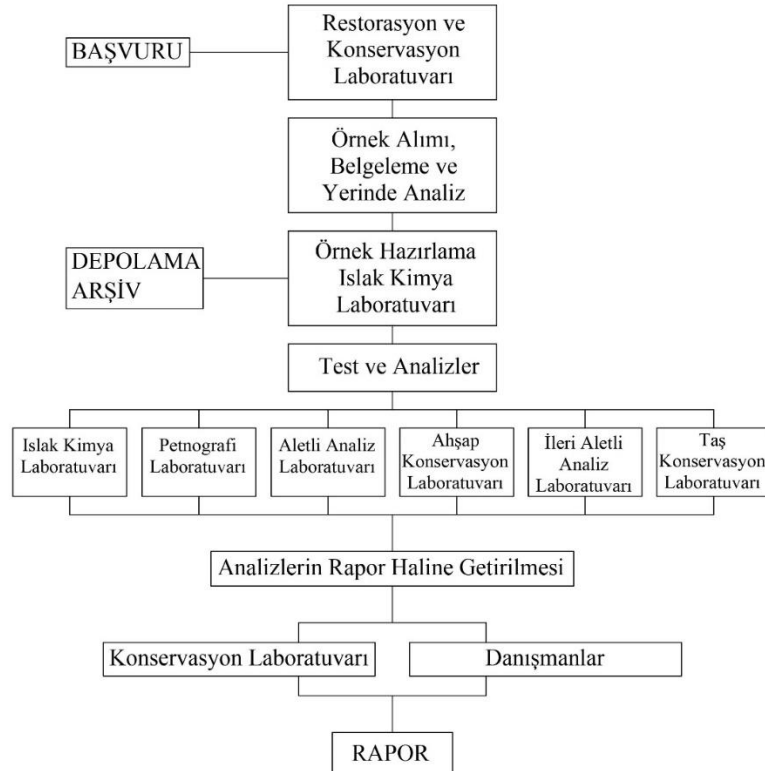 BAŞVURU
Restorasyon ve
Konservasyon
Laboratuvarı
Örnek Alımı,
Belgeleme ve
Yerinde Analiz
DEPOLAMA
ARŞİV
Örnek Hazırlama
Islak Kimya
Laboratuvarı
Test ve Analizler
Islak Kimya
Laboratuvarı
Petnografi
Laboratuvarı
Aletli Analiz
Laboratuvarı
Ahşap
Konservasyon
Laboratuvarı
İleri Aletli
Analiz
Laboratuvarı
Taş
Konservasyon
Laboratuvarı
Analizlerin Rapor Haline Getirilmesi
Konservasyon Laboratuvarı
Danışmanlar
RAPOR